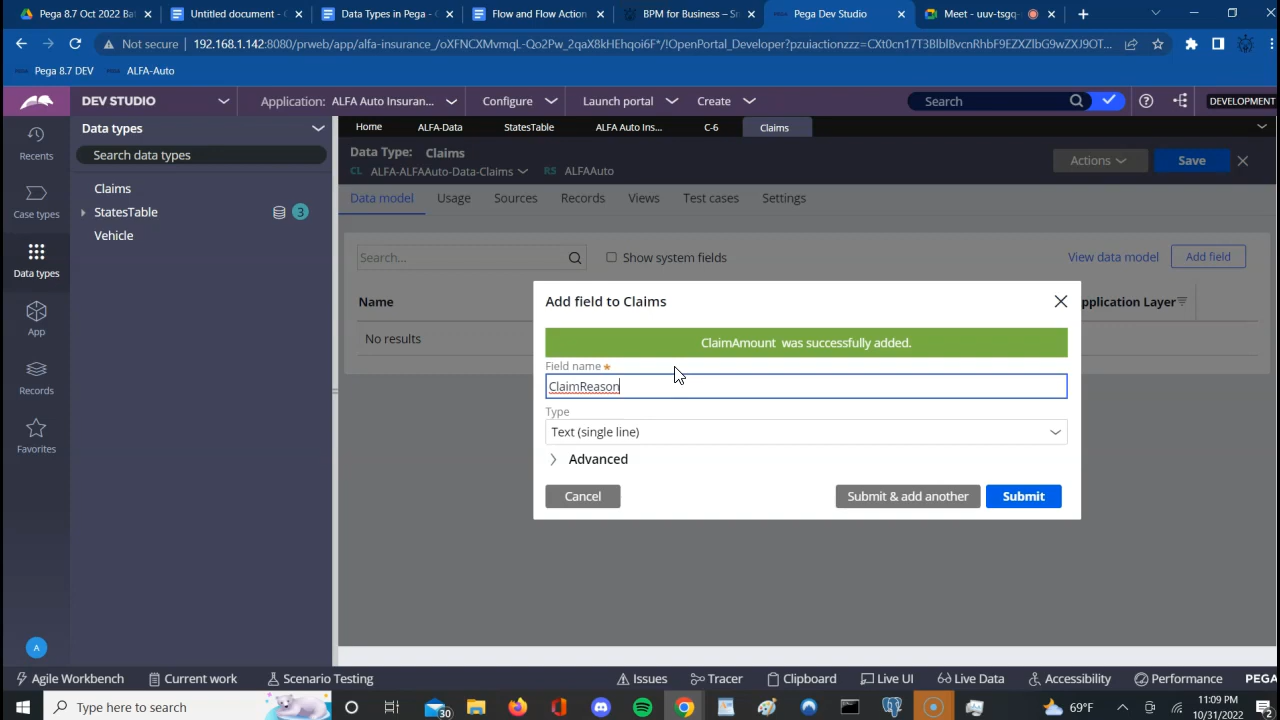 Pega 8.7 Oct 2022 Bat
Untitled document - G
Data Types in Pega - G
Flow and Flow Action
BPM for Business – Sn
Pega Dev Studio
Meet - uuv-tsgq
Not secure
192.168.1.142:8080/prweb/app/alfa-insurance_/oXFNCXMvmqL-Qo2Pw_2qaX8kHEhqoi6F*/!OpenPortal_Developer?pzuiactionzzz=CXt0cn17T3BlblBvcnRhbF9EZXZlbG9wZXJ9OT...
Pega 8.7 DEV
ALFA-Auto
DEV STUDIO
Application: ALFA Auto Insuran...
Configure
Launch portal
Create
Search
DEVELOPMENT
Recents
Case types
Data types
App
Records
Favorites
A
Data types
Search data types
Claims
StatesTable
3
Vehicle
Home
ALFA-Data
StatesTable
ALFA Auto Ins...
C-6
Claims
Data Type: Claims
CL ALFA-ALFAAuto-Data-Claims
RS ALFAAuto
Actions
Save
Data model
Usage
Sources
Records
Views
Test cases
Settings
Search...
Show system fields
View data model
Add field
Name
pplication Layer
No results
Add field to Claims
ClaimAmount was successfully added.
Field name
ClaimReason
Type
Text (single line)
Advanced
Cancel
Submit & add another
Submit
Agile Workbench
Current work
Scenario Testing
Issues
Tracer
Clipboard
Live UI
Live Data
Accessibility
Performance
PEGA
Type here to search
30
69°F
11:09 PM
10/31/2022
2